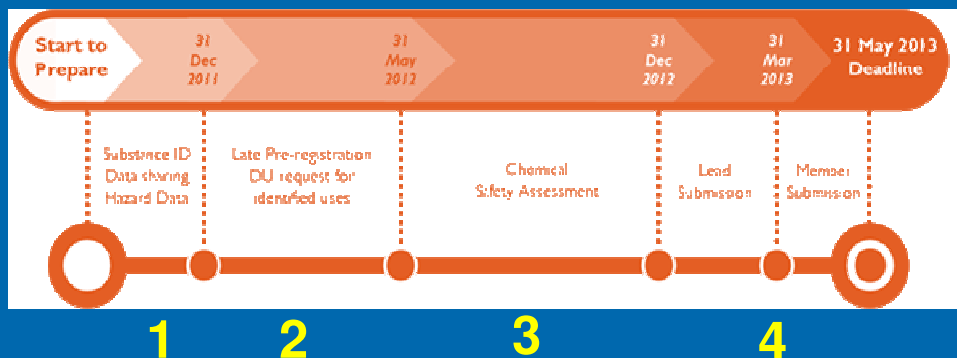 Start to
Prepare
31
Dec
2011
31
May
2012
31
Dec
2012
31
Mar
2013
31 May 2013
Deadline
Substance ID
Data sharing
Hazard Data
Late Pre-registration
DU request for
identified uses
Chemical
Safety Assessment
Lead
Submission
Member
Submission
1
2
3
4